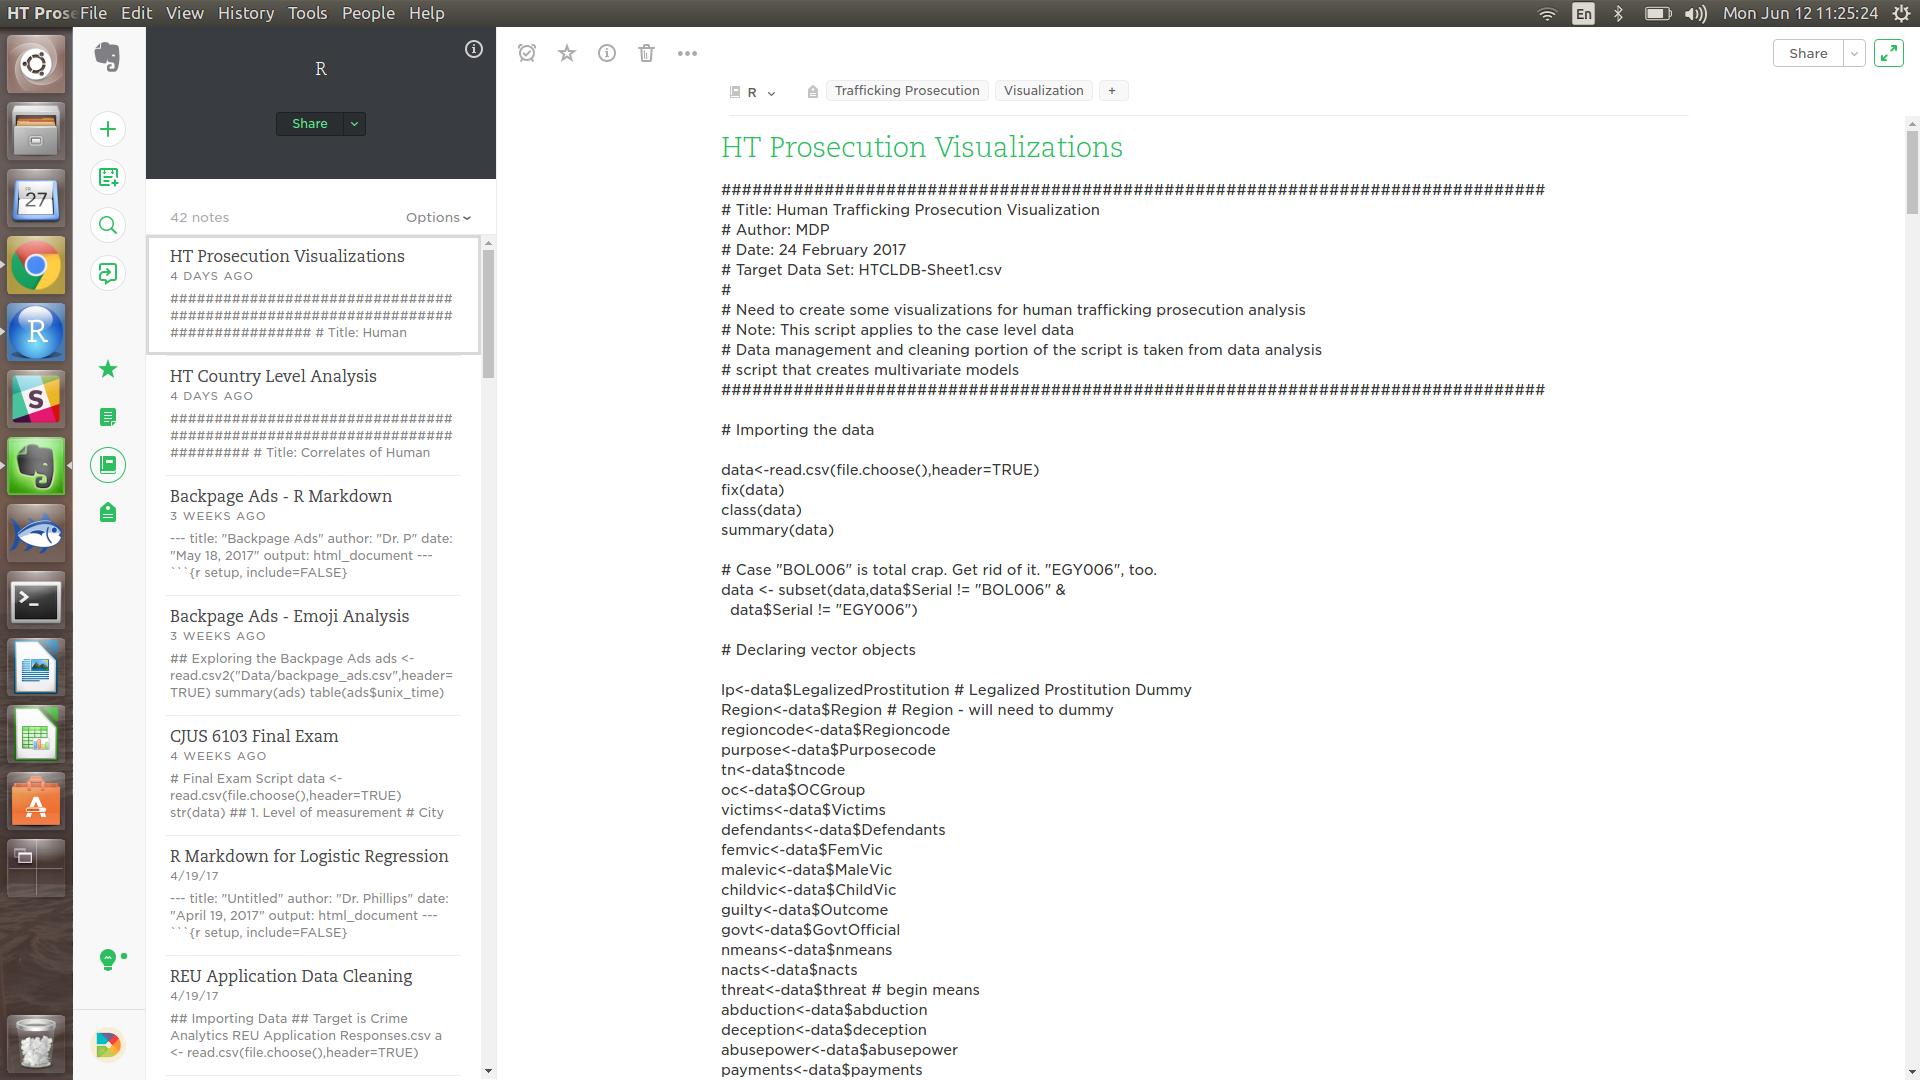 HT Pros File Edit View History Tools People Help
En Mon Jun 12 11:25:24
R
Share
42 notes Options
HT Prosecution Visualizations
4 DAYS AGO
################################
################################
################ # Title: Human
HT Country Level Analysis
4 DAYS AGO
################################
################################
######### # Title: Correlates of Human
Backpage Ads - R Markdown
3 WEEKS AGO
--- title: "Backpage Ads" author: "Dr. P" date:
"May 18, 2017" output: html_document ---
```{r setup, include=FALSE}
Backpage Ads - Emoji Analysis
3 WEEKS AGO
## Exploring the Backpage Ads ads <-
read.csv2("Data/backpage_ads.csv",header=
TRUE) summary(ads) table(ads$unix_time)
CJUS 6103 Final Exam
4 WEEKS AGO
# Final Exam Script data <-
read.csv(file.choose(),header=TRUE)
str(data) ## 1. Level of measurement # City
R Markdown for Logistic Regression
4/19/17
--- title: "Untitled" author: "Dr. Phillips" date:
"April 19, 2017" output: html_document ---
```{r setup, include=FALSE}
REU Application Data Cleaning
4/19/17
## Importing Data ## Target is Crime
Analytics REU Application Responses.csv a
<- read.csv(file.choose(),header=TRUE)
Share
R Trafficking Prosecution Visualization +
HT Prosecution Visualizations
################################################################################
# Title: Human Trafficking Prosecution Visualization
# Author: MDP
# Date: 24 February 2017
# Target Data Set: HTCLDB-Sheet1.csv
#
# Need to create some visualizations for human trafficking prosecution analysis
# Note: This script applies to the case level data
# Data management and cleaning portion of the script is taken from data analysis
# script that creates multivariate models
################################################################################
# Importing the data
data<-read.csv(file.choose(),header=TRUE)
fix(data)
class(data)
summary(data)
# Case "BOL006" is total crap. Get rid of it. "EGY006", too.
data <- subset(data,data$Serial != "BOL006" &
data$Serial != "EGY006")
# Declaring vector objects
lp<-data$LegalizedProstitution # Legalized Prostitution Dummy
Region<-data$Region # Region - will need to dummy
regioncode<-data$Regioncode
purpose<-data$Purposecode
tn<-data$tncode
oc<-data$OCGroup
victims<-data$Victims
defendants<-data$Defendants
femvic<-data$FemVic
malevic<-data$MaleVic
childvic<-data$ChildVic
guilty<-data$Outcome
govt<-data$GovtOfficial
nmeans<-data$nmeans
nacts<-data$nacts
threat<-data$threat # begin means
abduction<-data$abduction
deception<-data$deception
abusepower<-data$abusepower
payments<-data$payments
27
R
S
>_
A